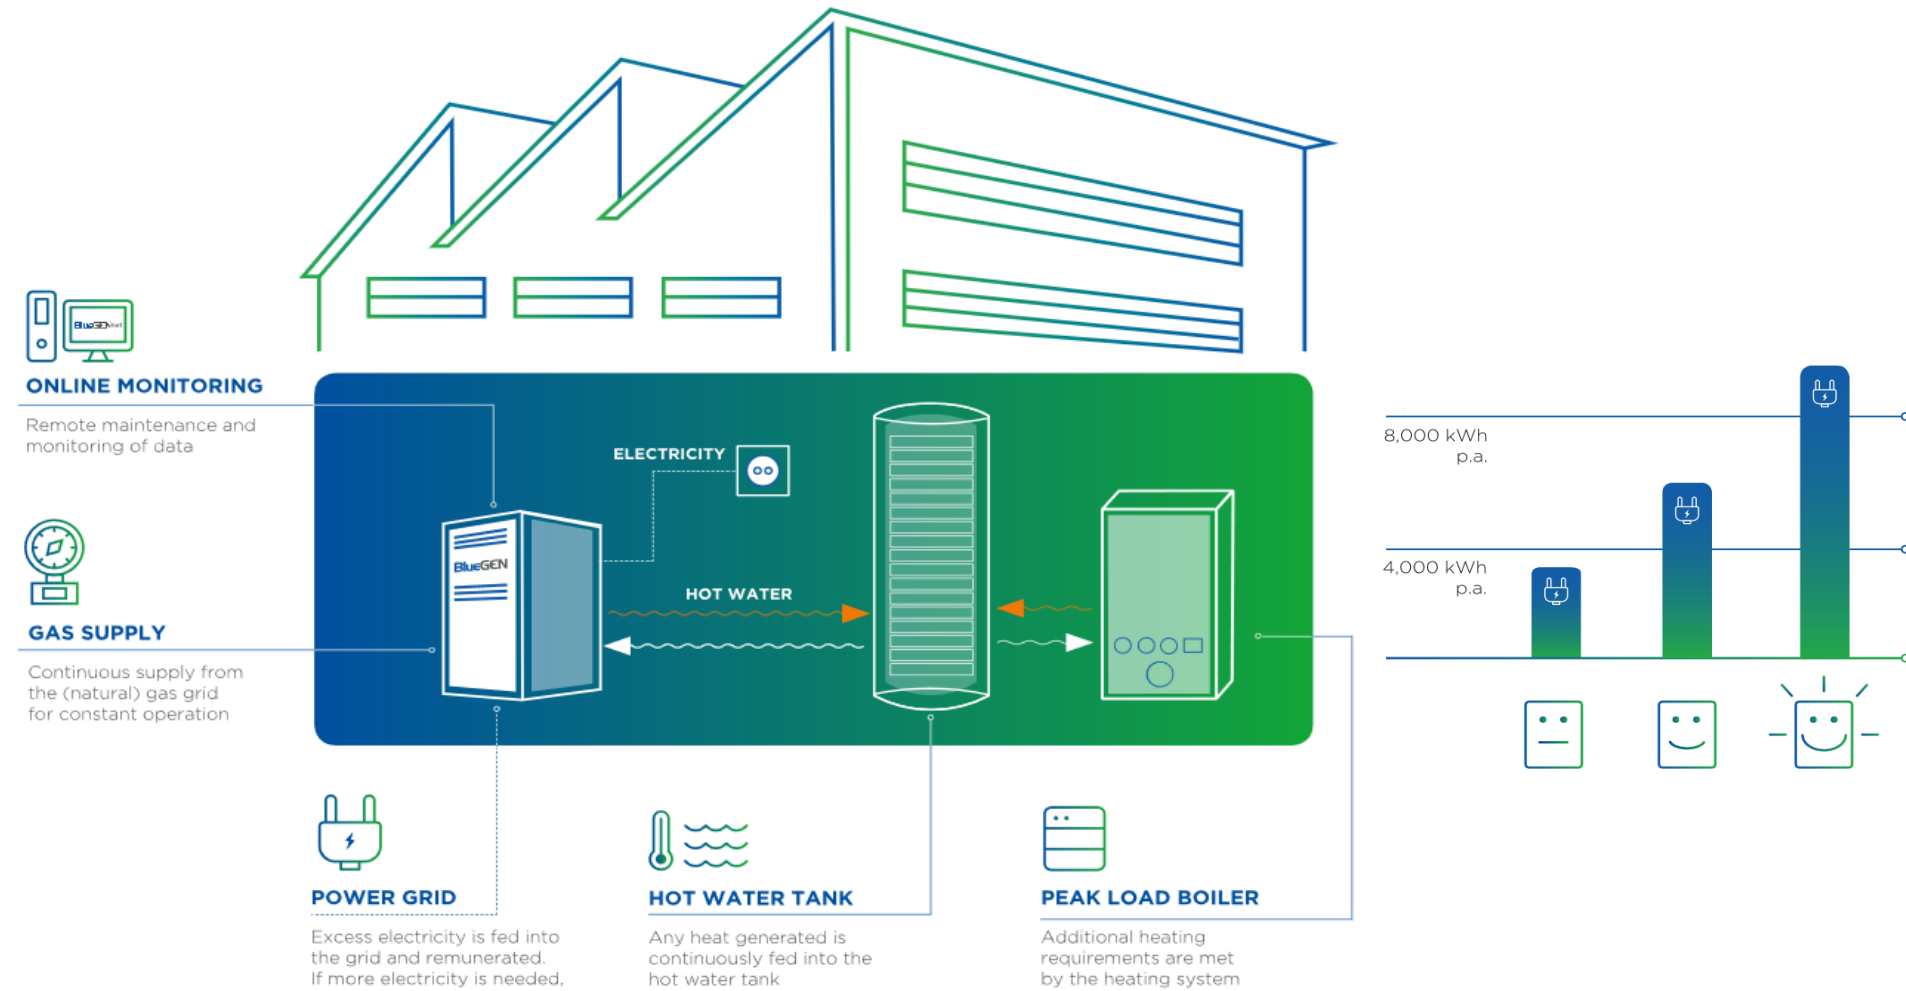 BlueGEN
ONLINE MONITORING
Remote maintenance and
monitoring of data
GAS SUPPLY
Continuous supply from
the (natural) gas grid
for constant operation
ELECTRICITY
BlueGEN
HOT WATER
POWER GRID
Excess electricity is fed into
the grid and remunerated.
If more electricity is needed,
HOT WATER TANK
Any heat generated is
continuously fed into the
hot water tank
PEAK LOAD BOILER
Additional heating
requirements are met
by the heating system
8,000 kWh
p.a.
4,000 kWh
p.a.